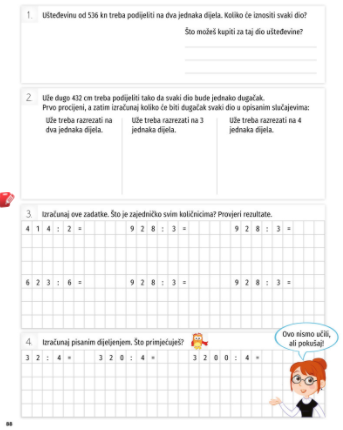 1. Ušteđevinu od 536 kn treba podijeliti na dva jednaka dijela. Koliko će iznositi svaki dio?
Što možeš kupiti za taj dio ušteđevine?
2. Uže dugo 432 cm treba podijeliti tako da svaki dio bude jednako dugačak.
Prvo procijeni, a zatim izračunaj koliko će biti dugačak svaki dio u opisanim slučajevima:
Uže treba razrezati na
dva jednaka dijela.
Uže treba razrezati na 3
jednaka dijela.
Uže treba razrezati na 4
jednaka dijela.
3. Izračunaj ove zadatke. Što je zajedničko svim količnicima? Provjeri rezultate.
4 1 4 : 2 = 9 2 8 : 3 = 9 2 8 : 3 =
6 2 3 : 6 = 9 2 8 : 3 = 9 2 8 : 3 =
Ovo nismo učili,
ali pokušaj!
4. Izračunaj pisanim dijeljenjem. Što primjećuješ?
3 2 : 4 = 3 2 0 : 4 = 3 2 0 0 : 4 =
88